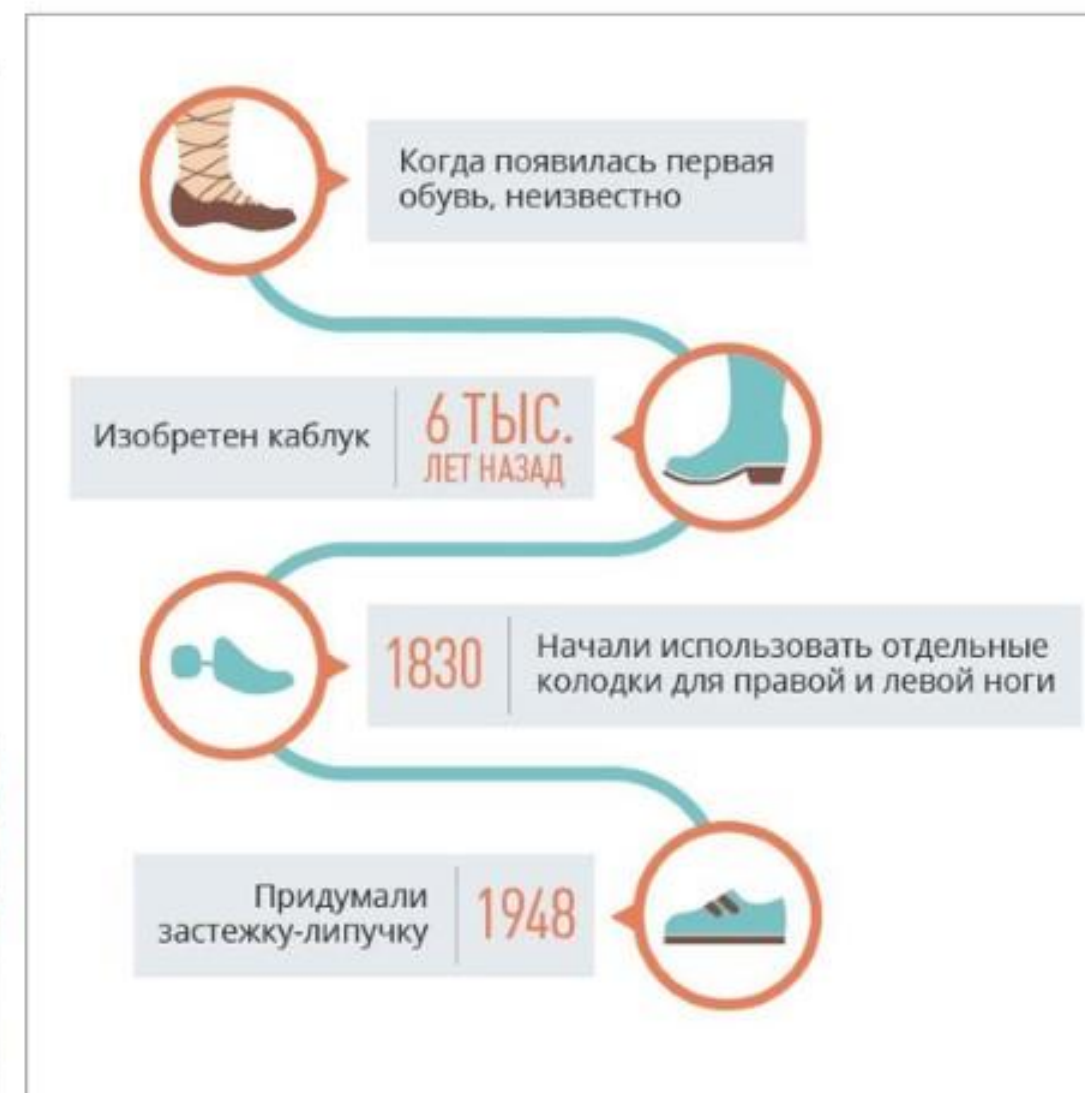 Когда появилась первая
обувь, неизвестно
Изобретен каблук
6 ТЫС.
ЛЕТ НАЗАД
1830
Начали использовать отдельные
колодки для правой и левой ноги
Придумали
застежку-липучку
1948